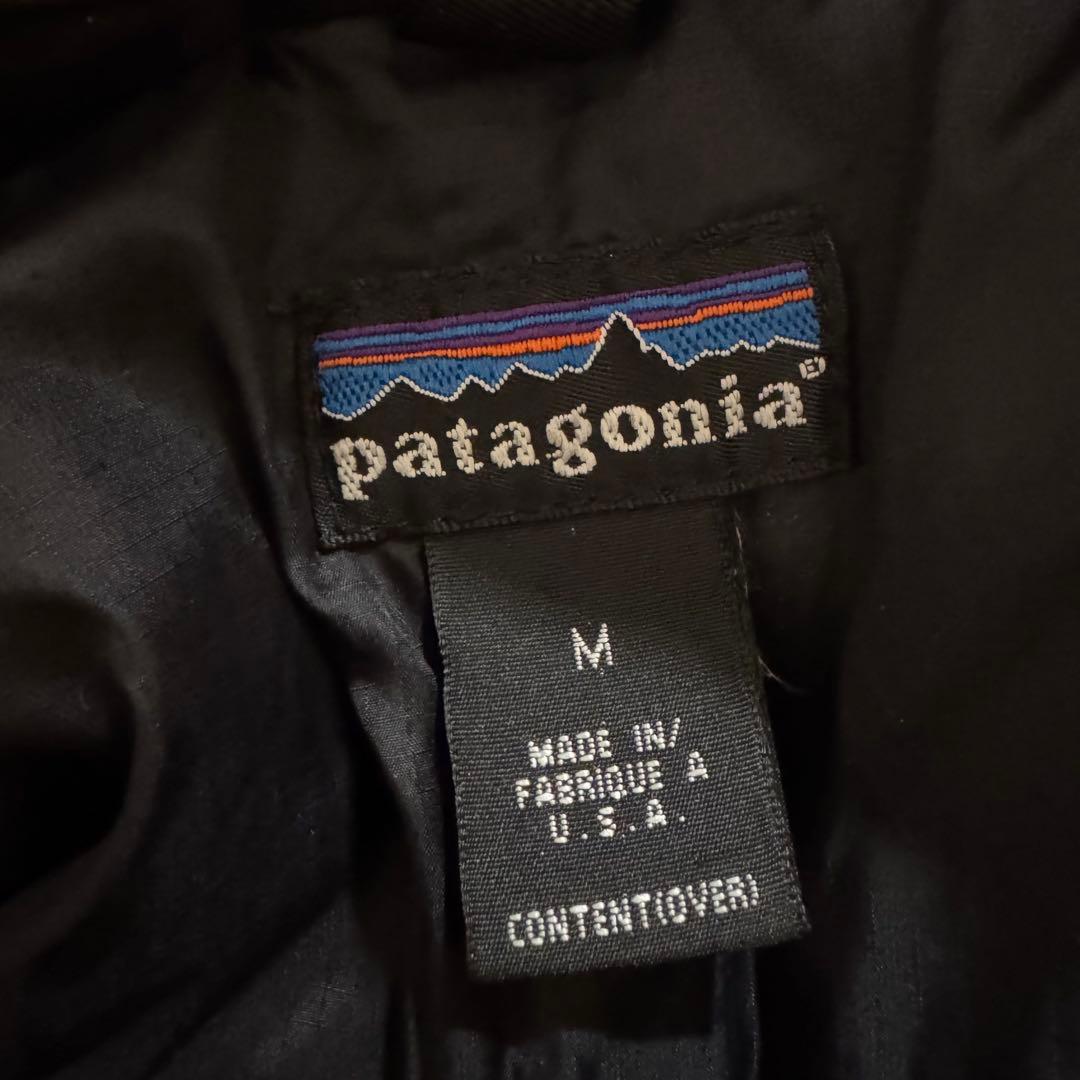 patagonia®
M
MADE IN/
FABRIQUE A
U.S.A.
CONTENT(OVER)